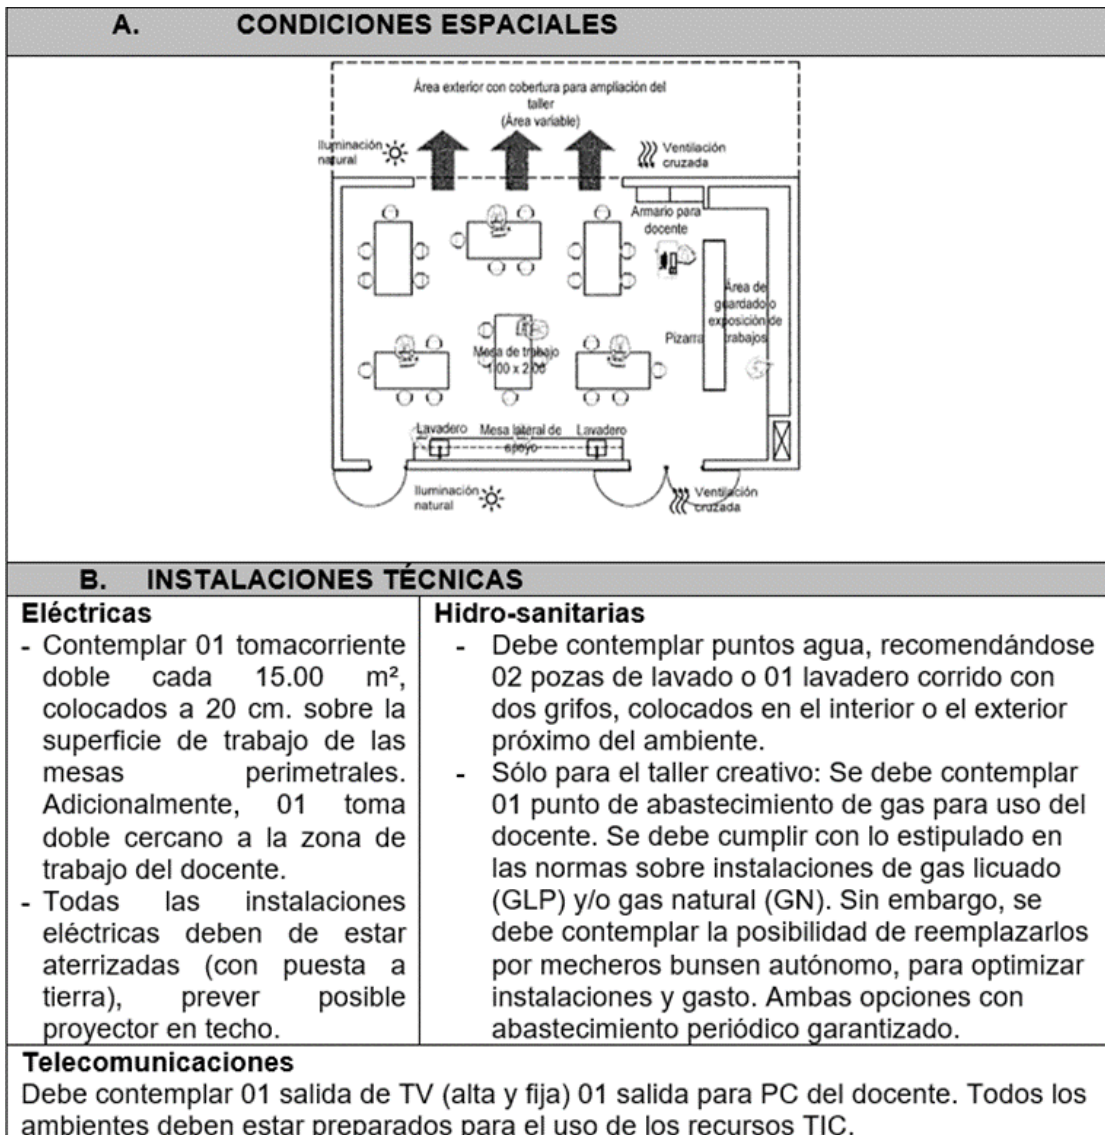 A. CONDICIONES ESPACIALES
Área exterior con cobertura para ampliación del
taller
(Área variable)
Iluminación
natural
Ventilación
cruzada
Armario para
docente
Área de
guardado o
exposición de
trabajos
Pizarra
Mesa de trabajo
1.00 x 2.00
Lavadero
Mesa lateral de
apoyo
Lavadero
Iluminación
natural
Ventilación
cruzada
B. INSTALACIONES TÉCNICAS
Eléctricas
- Contemplar 01 tomacorriente
doble cada 15.00 m²,
colocados a 20 cm. sobre la
superficie de trabajo de las
mesas perimetrales.
Adicionalmente, 01 toma
doble cercano a la zona de
trabajo del docente.
- Todas las instalaciones
eléctricas deben de estar
aterrizadas (con puesta a
tierra), prever posible
proyector en techo.
Hidro-sanitarias
- Debe contemplar puntos agua, recomendándose
02 pozas de lavado o 01 lavadero corrido con
dos grifos, colocados en el interior o el exterior
próximo del ambiente.
- Sólo para el taller creativo: Se debe contemplar
01 punto de abastecimiento de gas para uso del
docente. Se debe cumplir con lo estipulado en
las normas sobre instalaciones de gas licuado
(GLP) y/o gas natural (GN). Sin embargo, se
debe contemplar la posibilidad de reemplazarlos
por mecheros bunsen autónomo, para optimizar
instalaciones y gasto. Ambas opciones con
abastecimiento periódico garantizado.
Telecomunicaciones
Debe contemplar 01 salida de TV (alta y fija) 01 salida para PC del docente. Todos los
ambientes deben estar preparados para el uso de los recursos TIC.